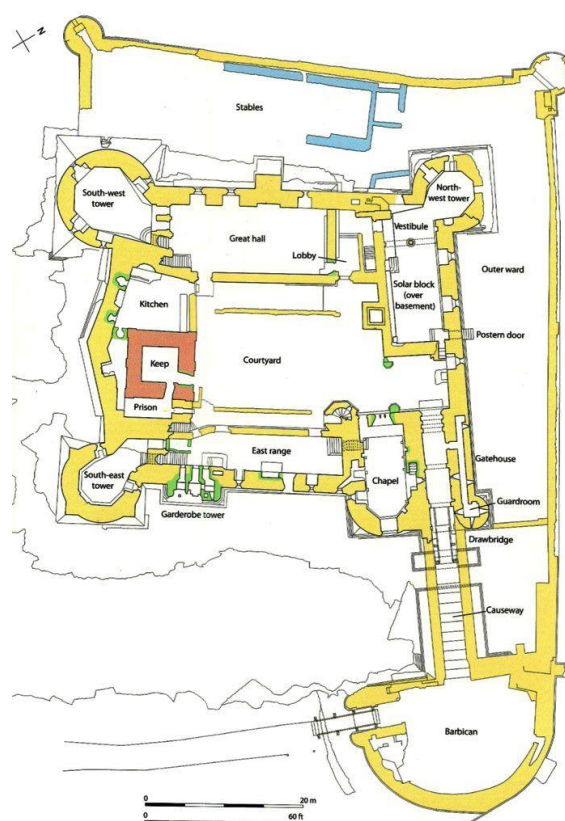 N
Stables
South-west
tower
North-
west tower
Vestibule
Great hall
Lobby
Outer ward
Solar block
(over
basement)
Kitchen
Postern door
Keep
Courtyard
Prison
East range
Gatehouse
South-east
tower
Chapel
Guardroom
Garderobe tower
Drawbridge
Causeway
Barbican
0 20 m
0 60 ft